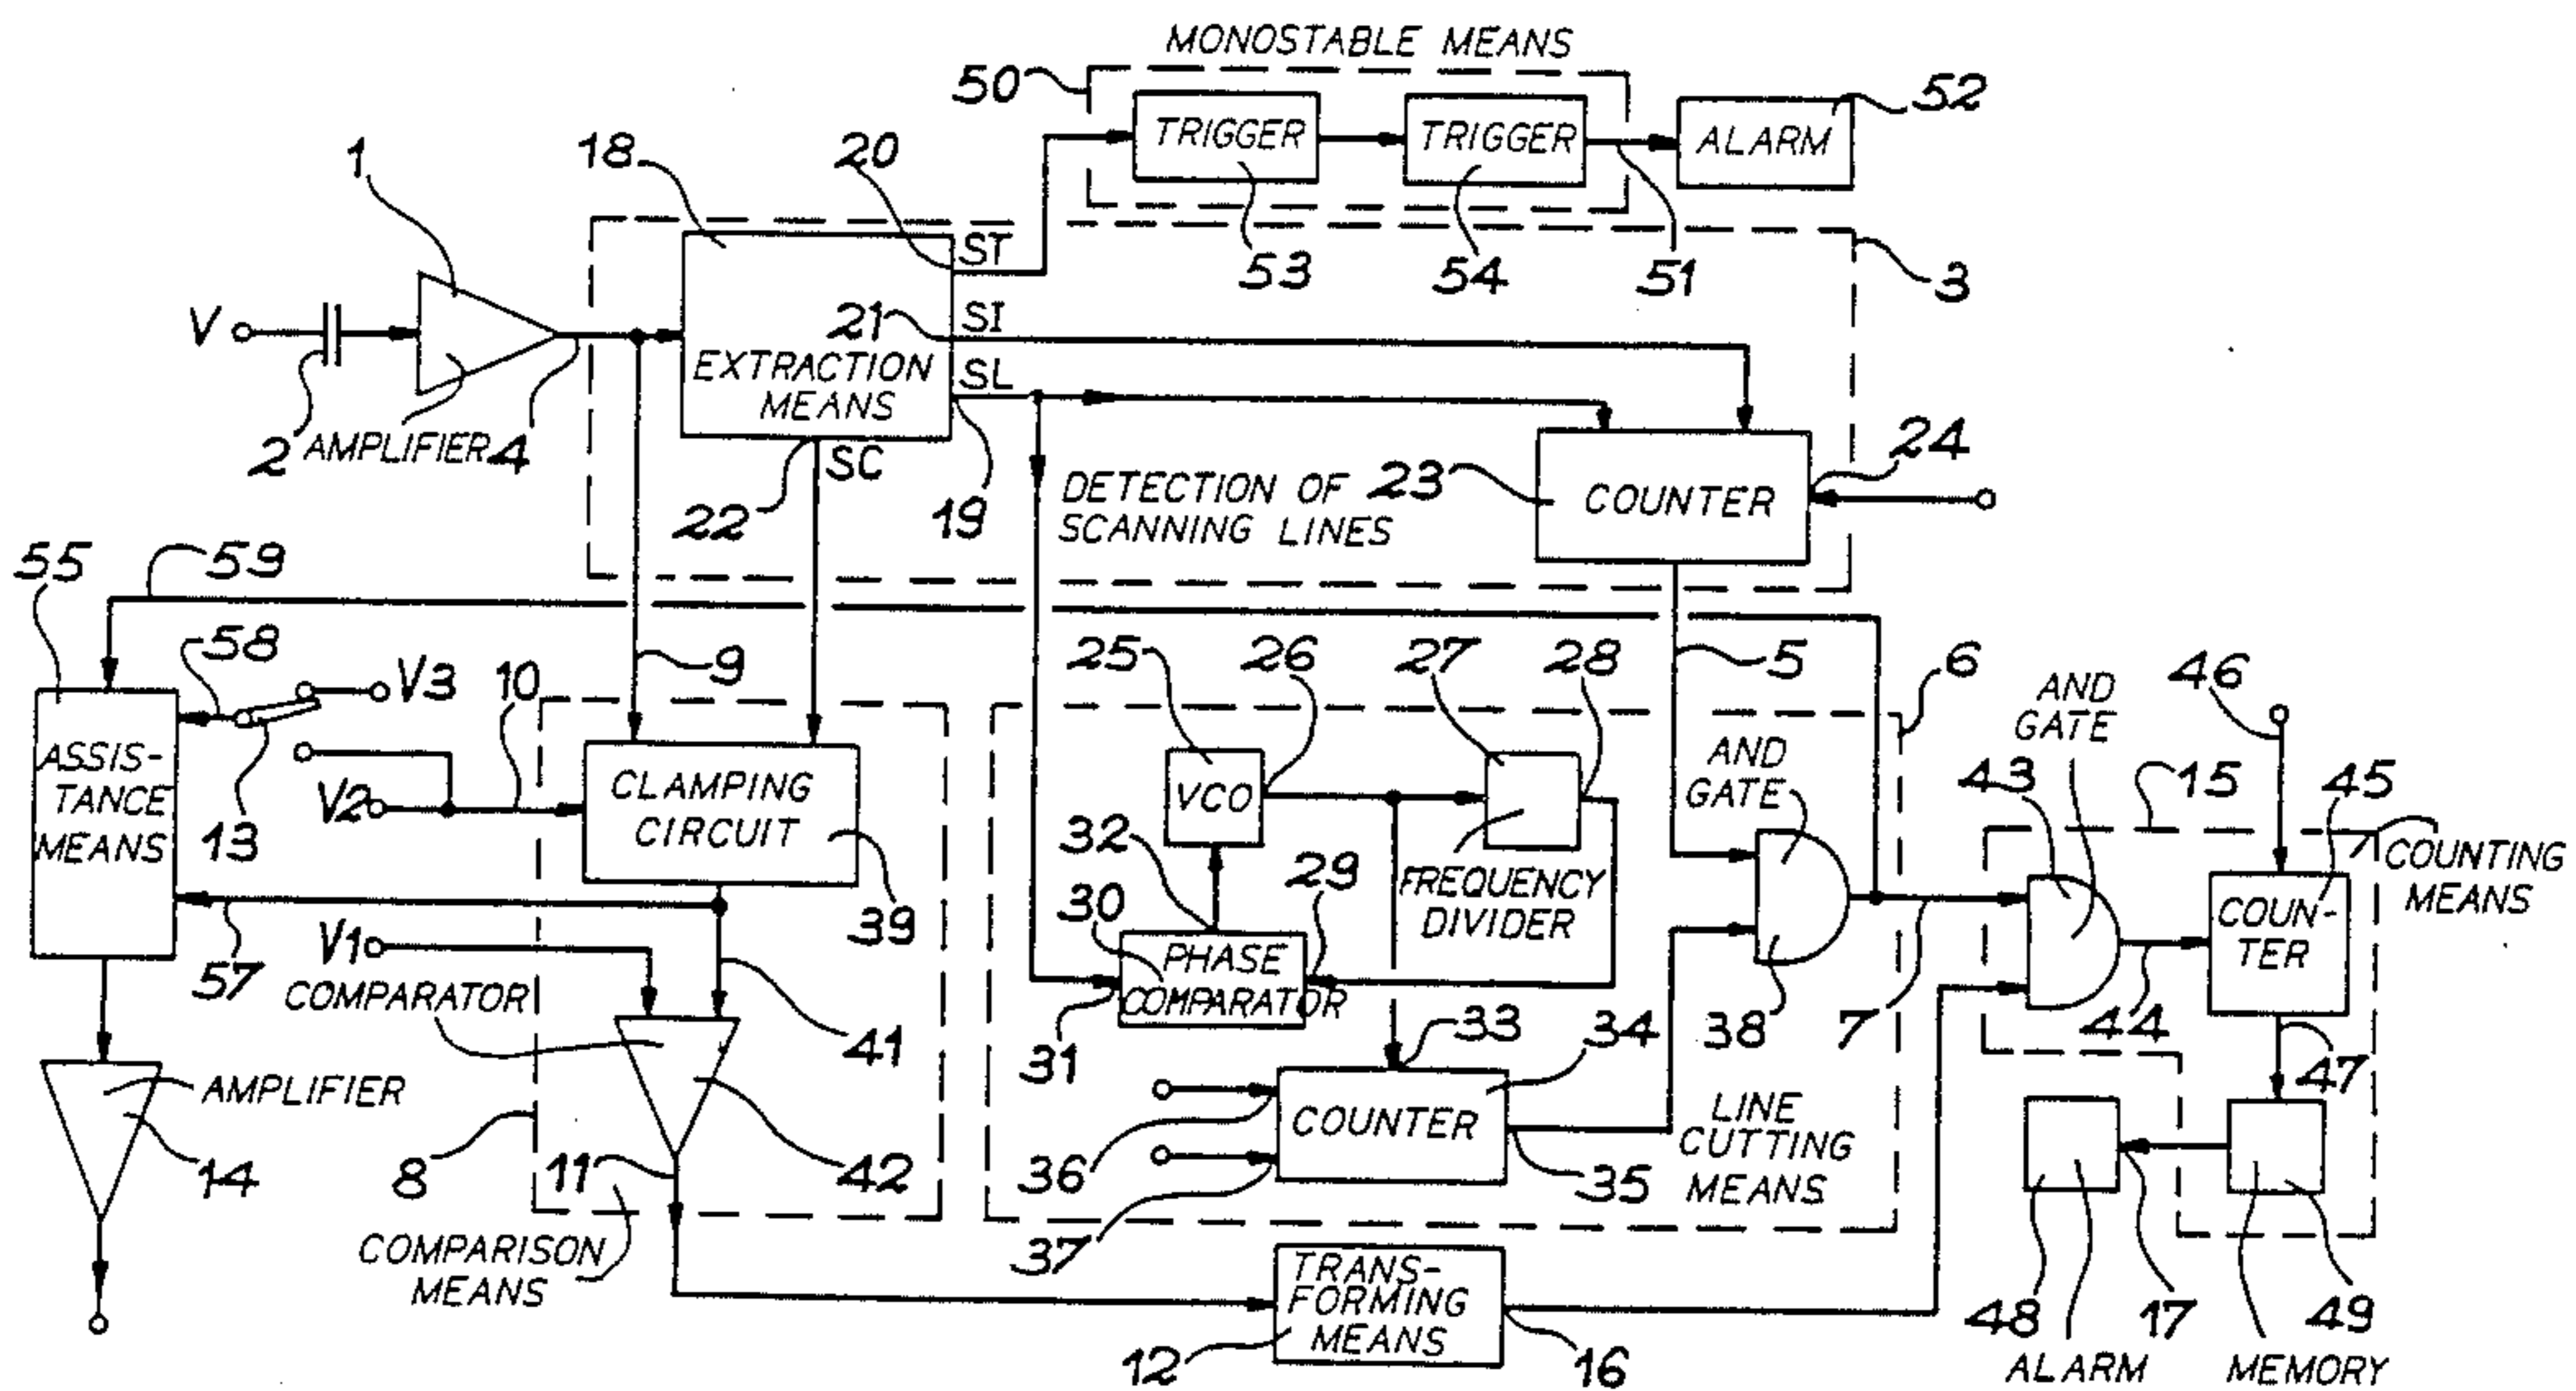 MONOSTABLE MEANS
50
TRIGGER
TRIGGER
ALARM
52
53
54
51
3
1
18
20
ST
V
2
AMPLIFIER
4
21
SI
EXTRACTION
MEANS
SL
22
SC
19
DETECTION OF
SCANNING LINES
23
COUNTER
24
55
59
58
V3
13
V2
10
9
ASSIS-
TANCE
MEANS
CLAMPING
CIRCUIT
39
57
V1
COMPARATOR
41
42
AMPLIFIER
14
8
11
COMPARISON
MEANS
25
VCO
26
27
28
FREQUENCY
DIVIDER
32
30
29
PHASE
COMPARATOR
31
33
34
COUNTER
36
37
35
LINE
CUTTING
MEANS
5
6
AND
GATE
38
7
TRANS-
FORMING
MEANS
12
16
AND
GATE
43
44
15
46
45
COUNTING
MEANS
COUN-
TER
47
48
ALARM
17
49
MEMORY